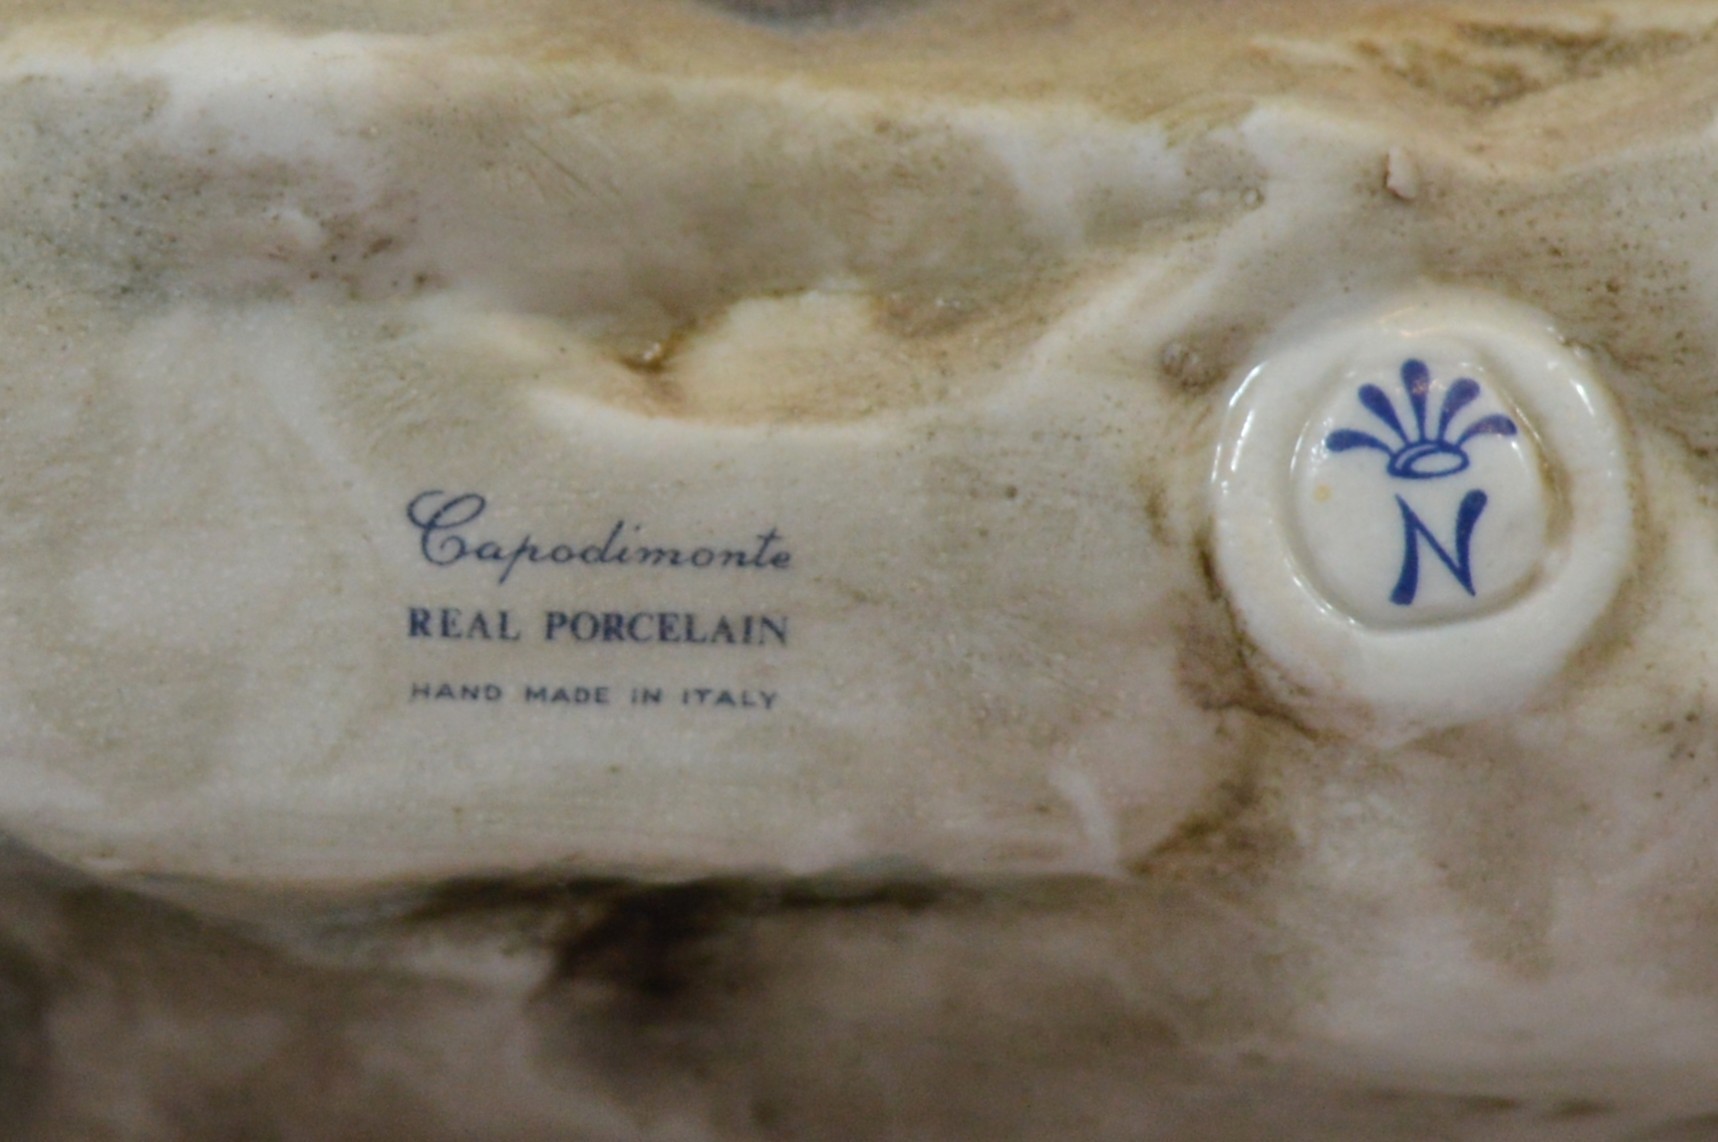 Capodimonte
REAL PORCELAIN
HAND MADE IN ITALY
N